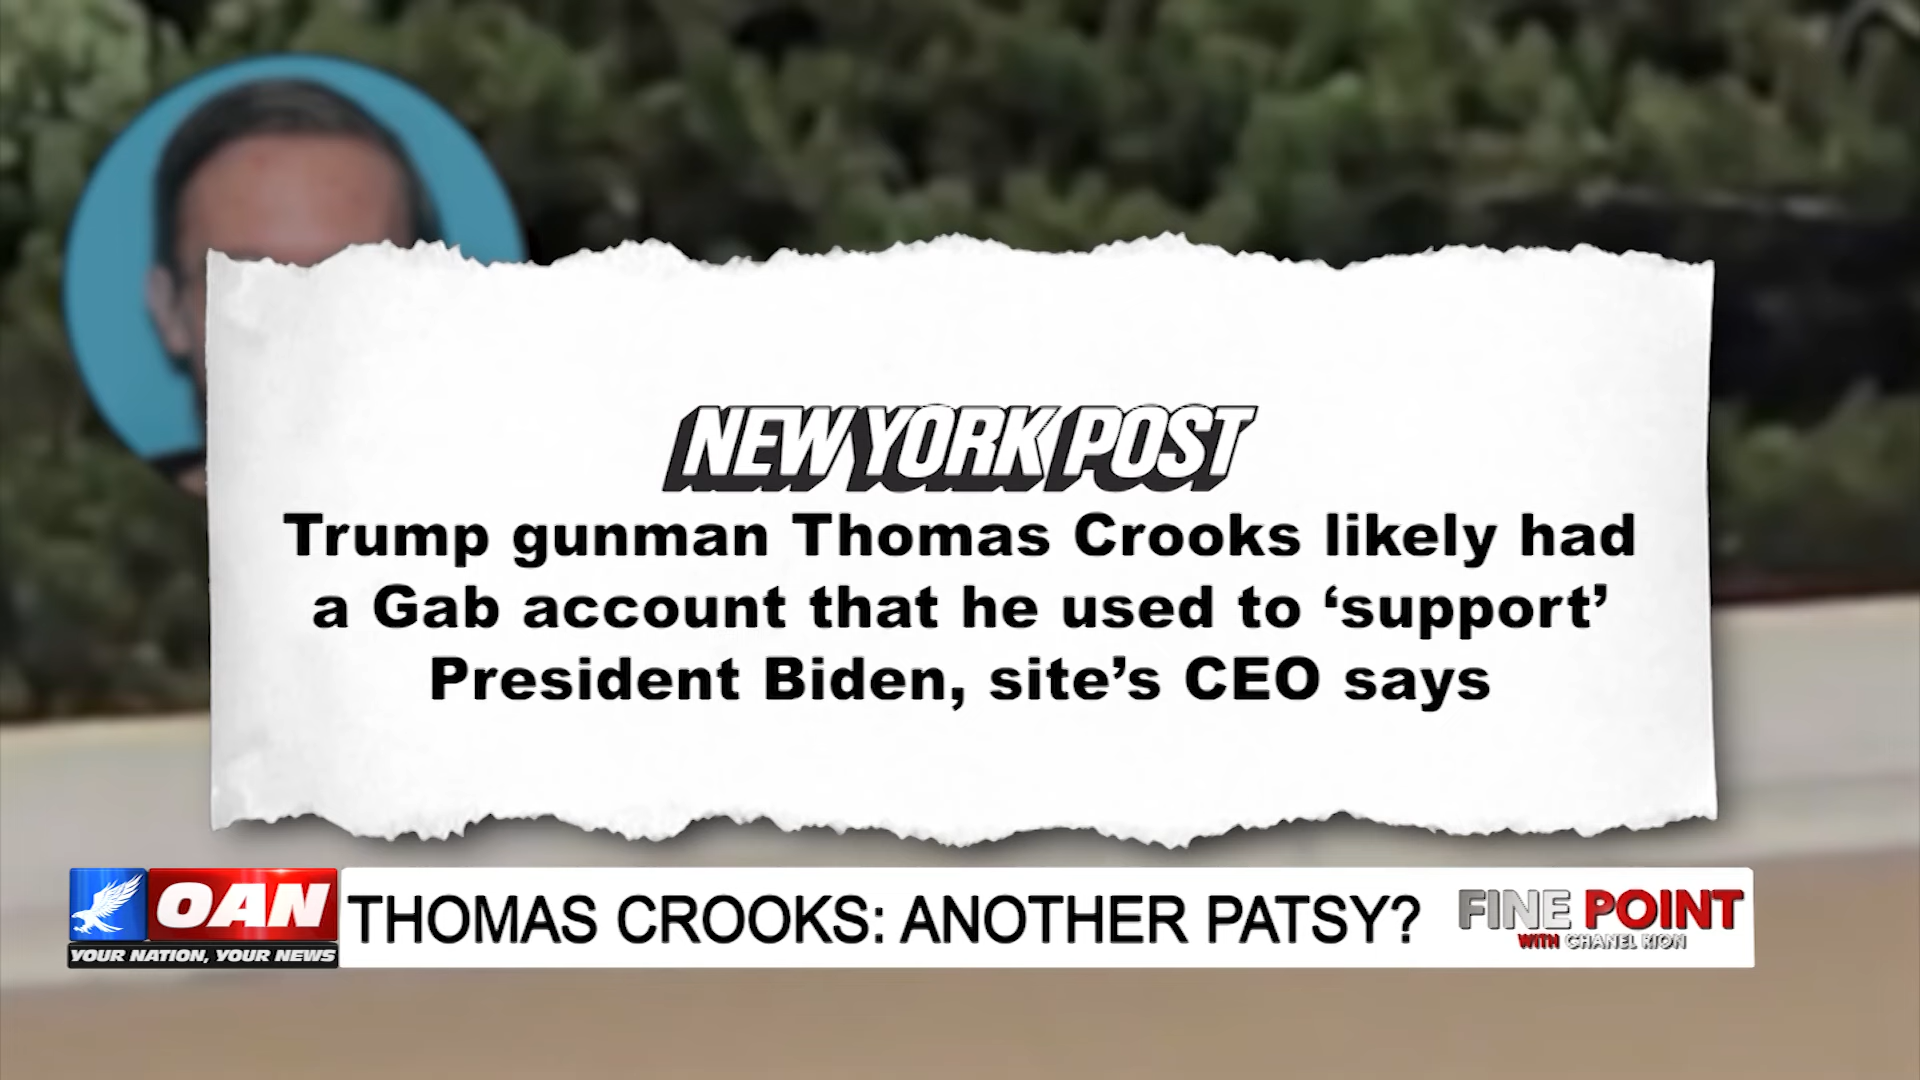 NEW YORK POST
Trump gunman Thomas Crooks likely had
a Gab account that he used to ‘support’
President Biden, site’s CEO says
OAN
YOUR NATION, YOUR NEWS
THOMAS CROOKS: ANOTHER PATSY?
FINE POINT
WITH CHANEL RION